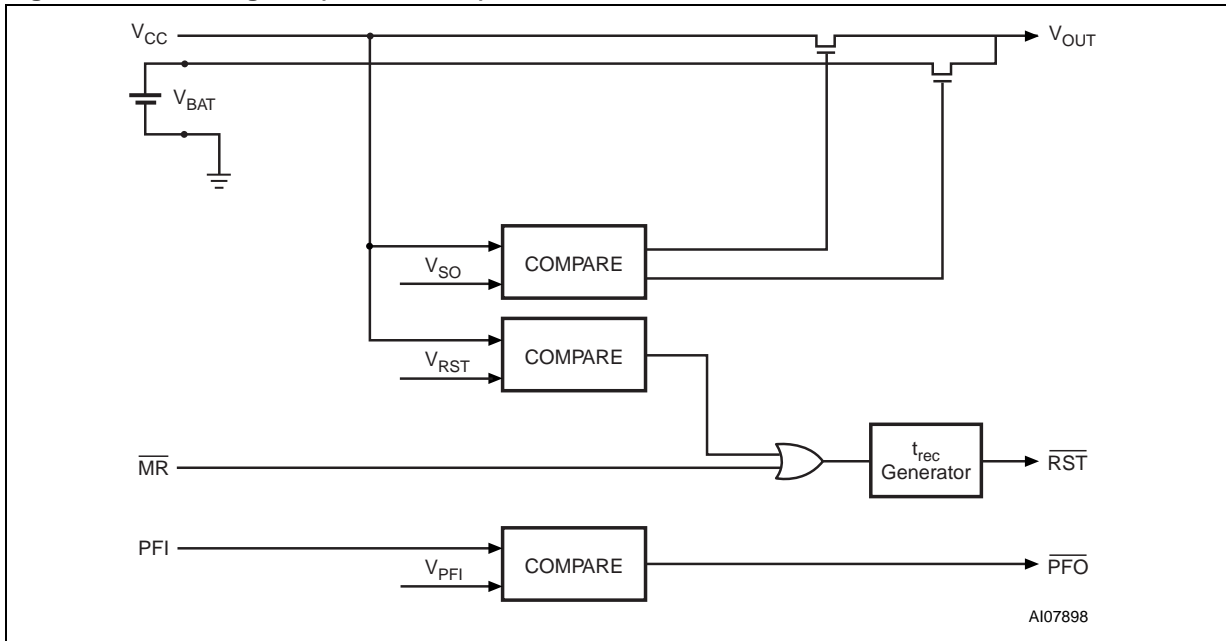 VCC
VOUT
VBAT
COMPARE
VSO
COMPARE
VRST
MR
trec
Generator
RST
PFI
COMPARE
VPFI
PFO
AI07898